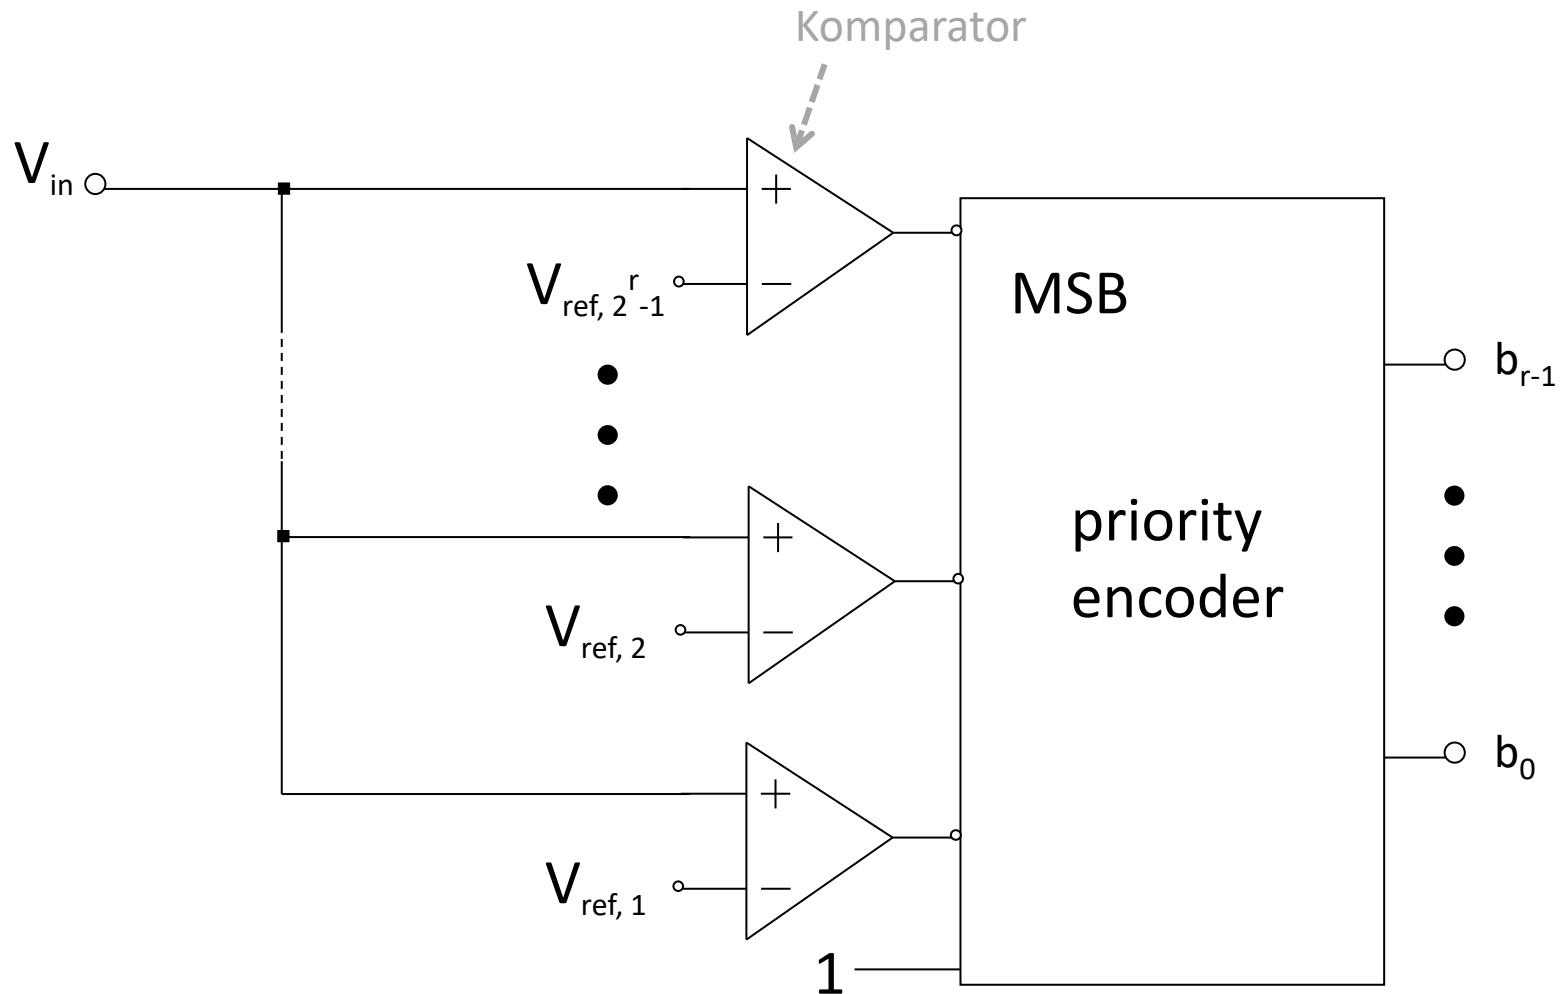 Komparator
V_in
+
V_ref, 2^r-1
−
MSB
b_r-1
+
priority
encoder
V_ref, 2
−
b_0
+
V_ref, 1
−
1